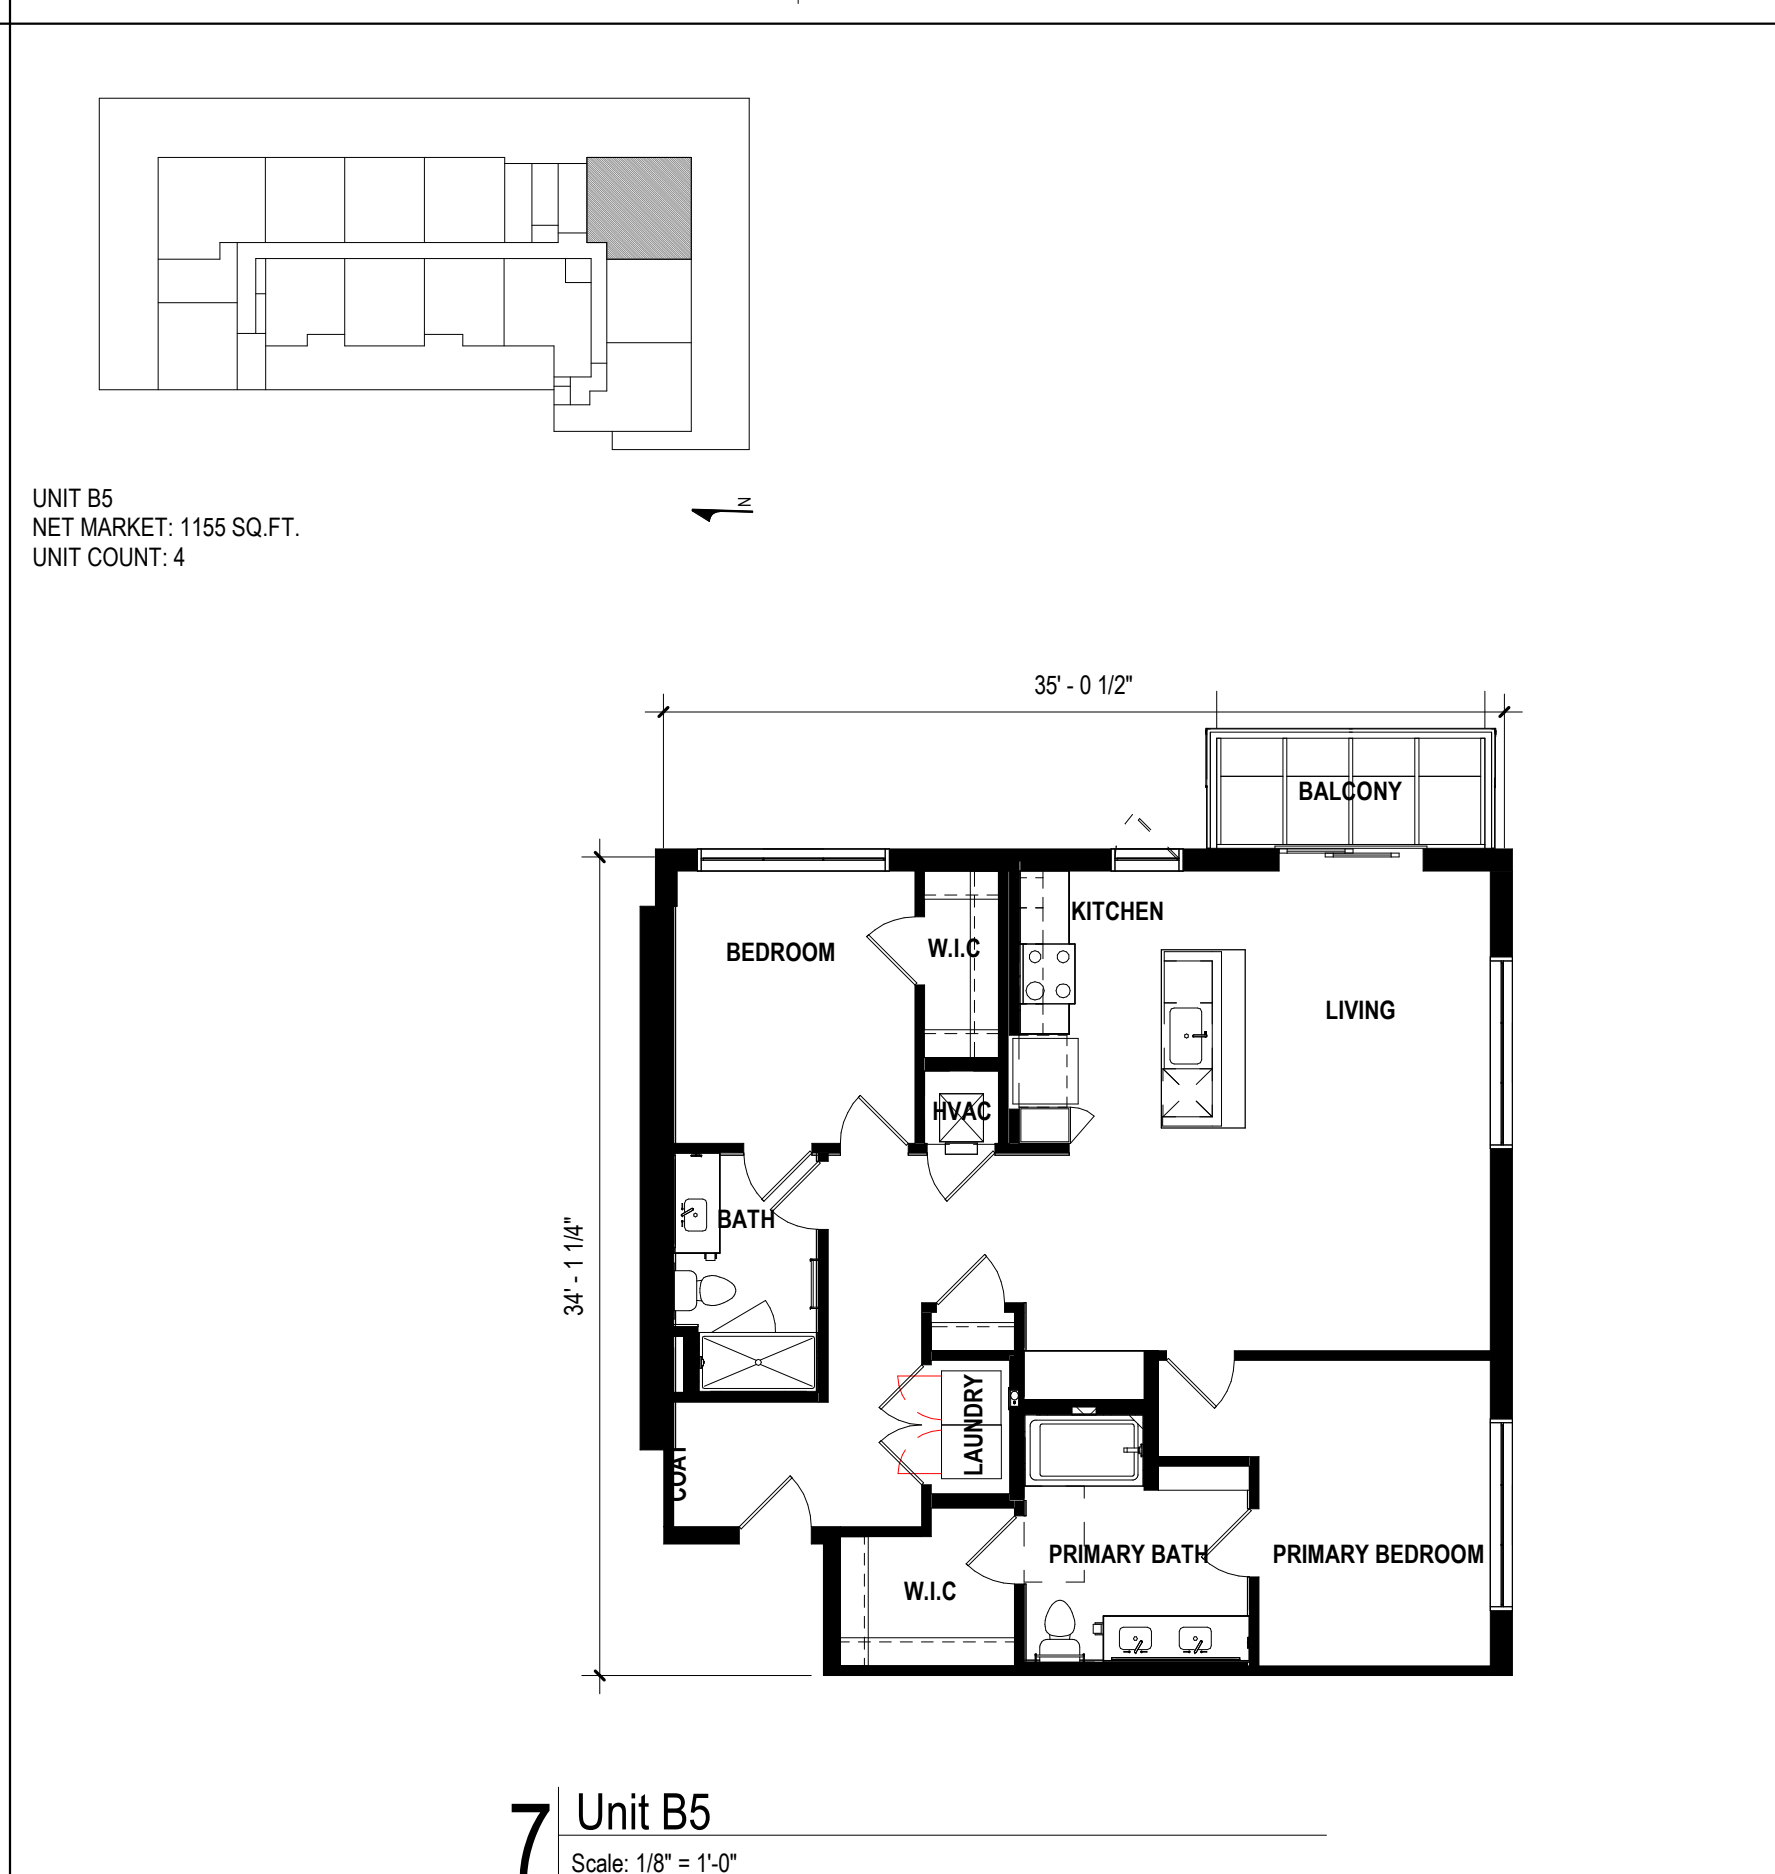 UNIT B5
NET MARKET: 1155 SQ.FT.
UNIT COUNT: 4
N
35' - 0 1/2"
BALCONY
KITCHEN
BEDROOM
W.I.C
LIVING
HVAC
BATH
34' - 1 1/4"
LAUNDRY
COAT
PRIMARY BATH
PRIMARY BEDROOM
W.I.C
7
Unit B5
Scale: 1/8" = 1'-0"